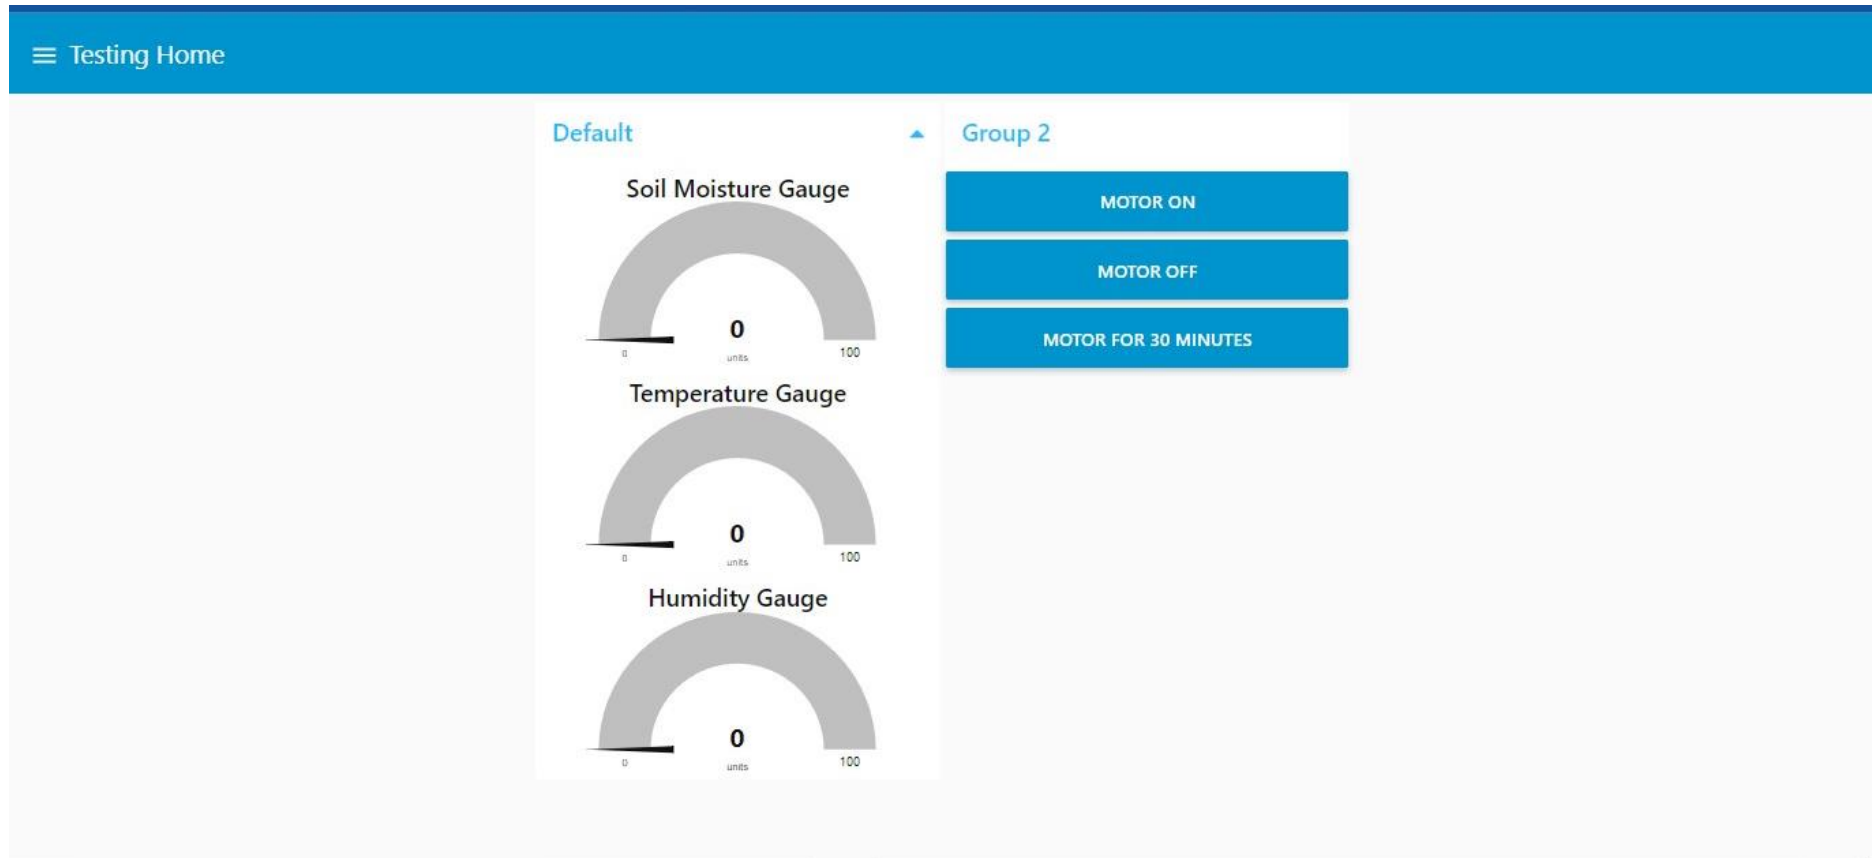 Testing Home
Default
Soil Moisture Gauge
0
0
units
100
Temperature Gauge
0
0
units
100
Humidity Gauge
0
0
units
100
Group 2
MOTOR ON
MOTOR OFF
MOTOR FOR 30 MINUTES